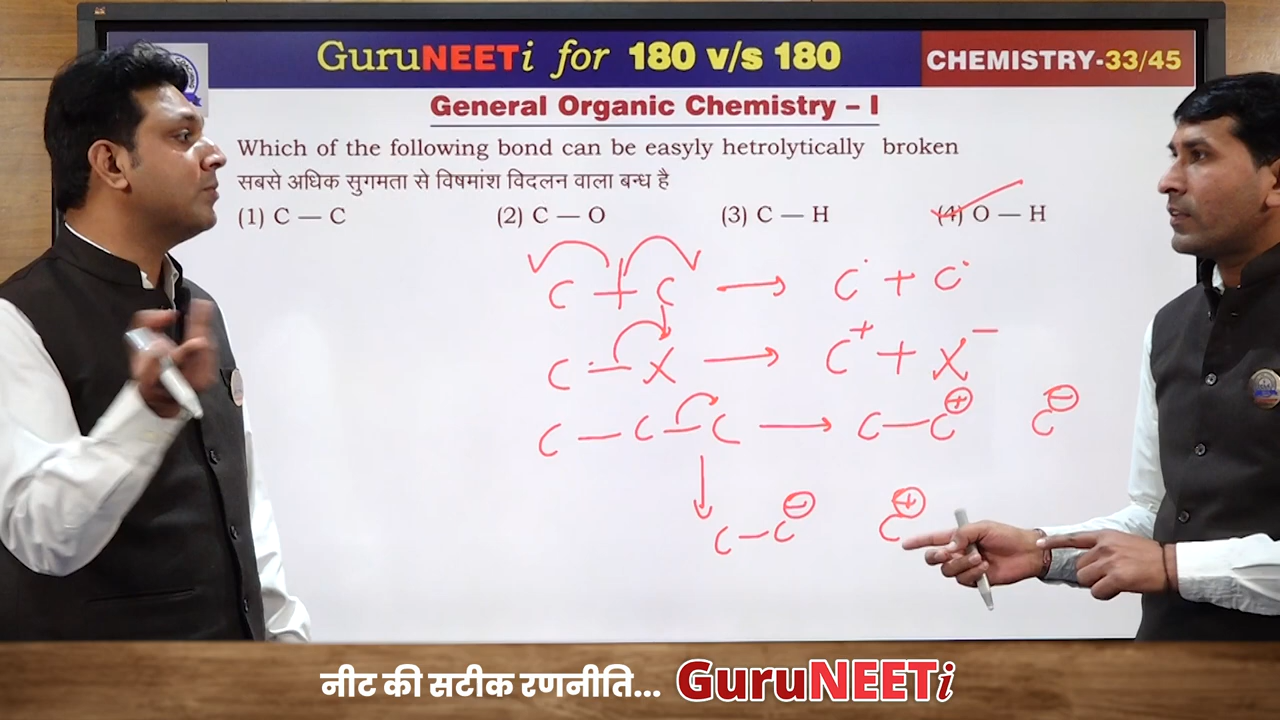 GuruNEETi for 180 v/s 180
CHEMISTRY-33/45
General Organic Chemistry – I
Which of the following bond can be easyly hetrolytically broken
सबसे अधिक सुगमता से विषमांश विदलन वाला बन्ध है
(1) C — C (2) C — O (3) C — H (4) O — H
C — C → C˙ + C˙
C — X → C⁺ + X⁻
C — C — C → C — C⊕ C⊖
C — C⊖ C⊕
नीट की सटीक रणनीति... GuruNEETi